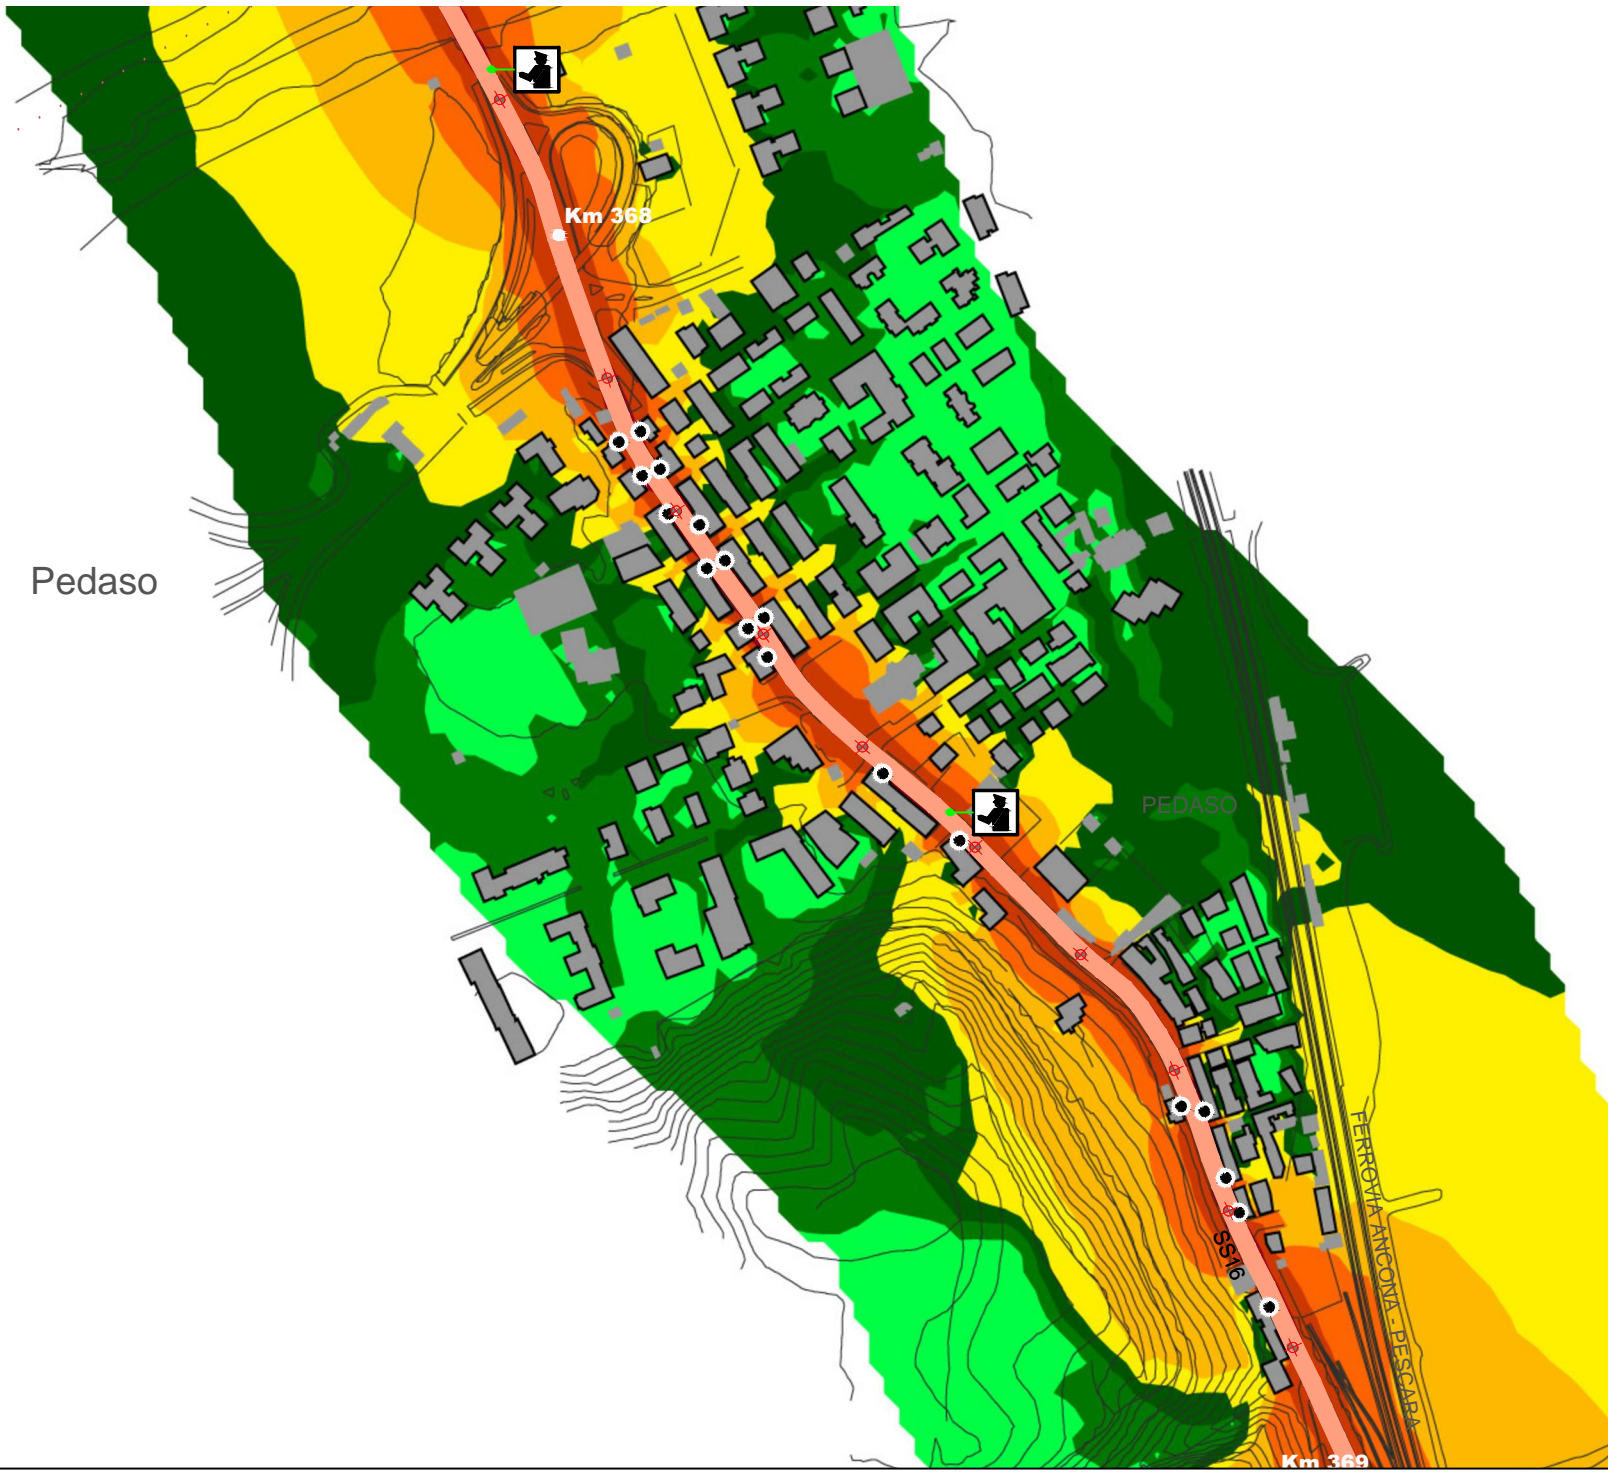 Km 368
Pedaso
PEDASO
FERROVIA ANCONA - PESCARA
SS16
Km 369